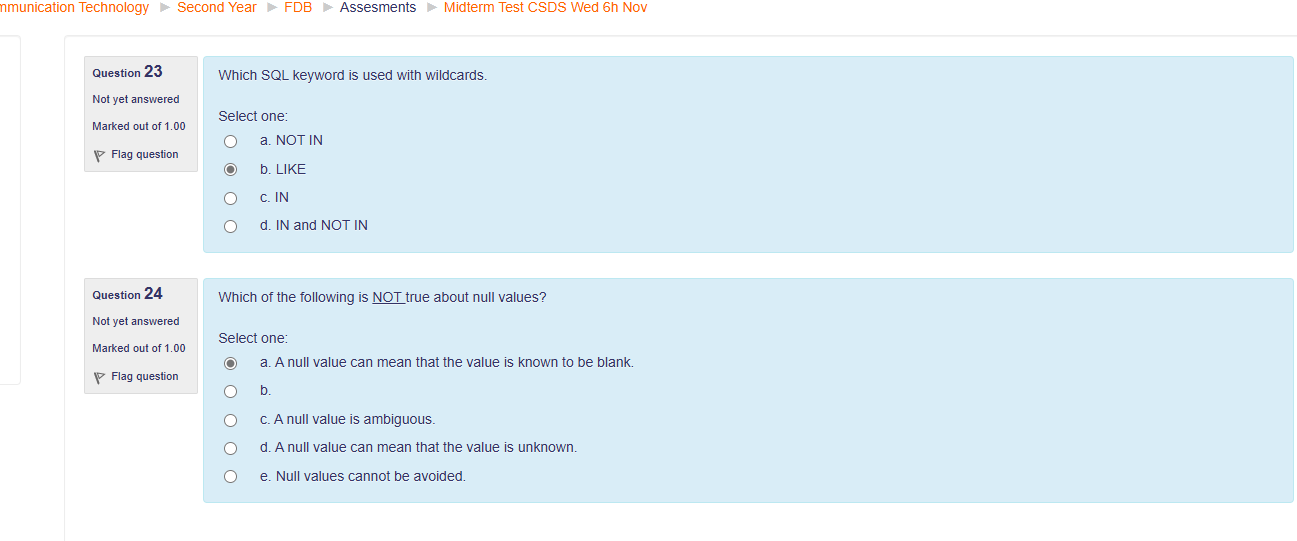 mmunication Technology ► Second Year ► FDB ► Assesments ► Midterm Test CSDS Wed 6h Nov
Question 23
Not yet answered
Marked out of 1.00
Flag question
Which SQL keyword is used with wildcards.
Select one:
a. NOT IN
b. LIKE
c. IN
d. IN and NOT IN
Question 24
Not yet answered
Marked out of 1.00
Flag question
Which of the following is NOT true about null values?
Select one:
a. A null value can mean that the value is known to be blank.
b.
c. A null value is ambiguous.
d. A null value can mean that the value is unknown.
e. Null values cannot be avoided.